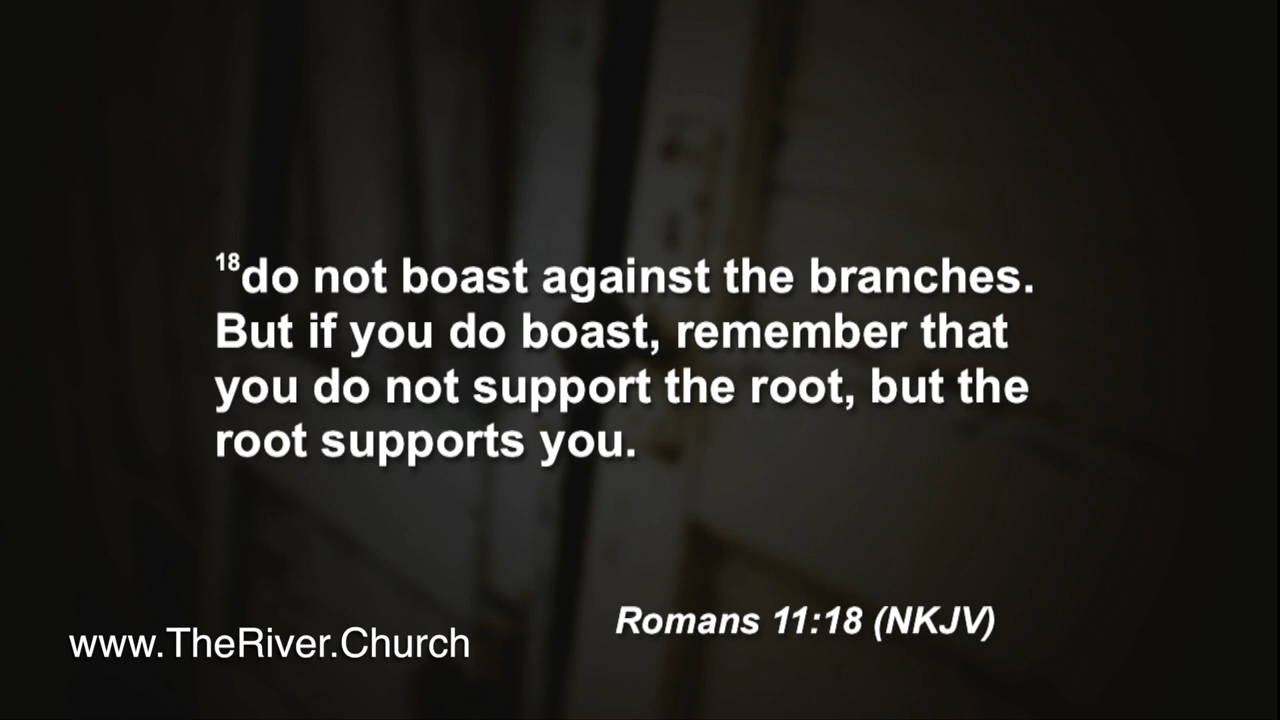 18do not boast against the branches.
But if you do boast, remember that
you do not support the root, but the
root supports you.
Romans 11:18 (NKJV)
www.TheRiver.Church